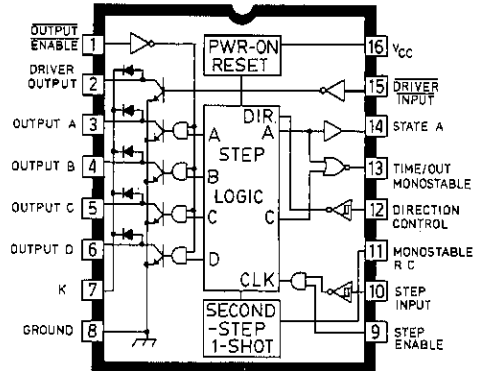 OUTPUT
ENABLE
1
DRIVER
OUTPUT
2
OUTPUT A
3
OUTPUT B
4
OUTPUT C
5
OUTPUT D
6
K
7
GROUND
8
PWR-ON
RESET
DIR
A
A
STEP
B
LOGIC
C
C
D
CLK
SECOND
-STEP
1-SHOT
16
VCC
15
DRIVER
INPUT
14
STATE A
13
TIME/OUT
MONOSTABLE
12
DIRECTION
CONTROL
11
MONOSTABLE
R C
10
STEP
INPUT
9
STEP
ENABLE